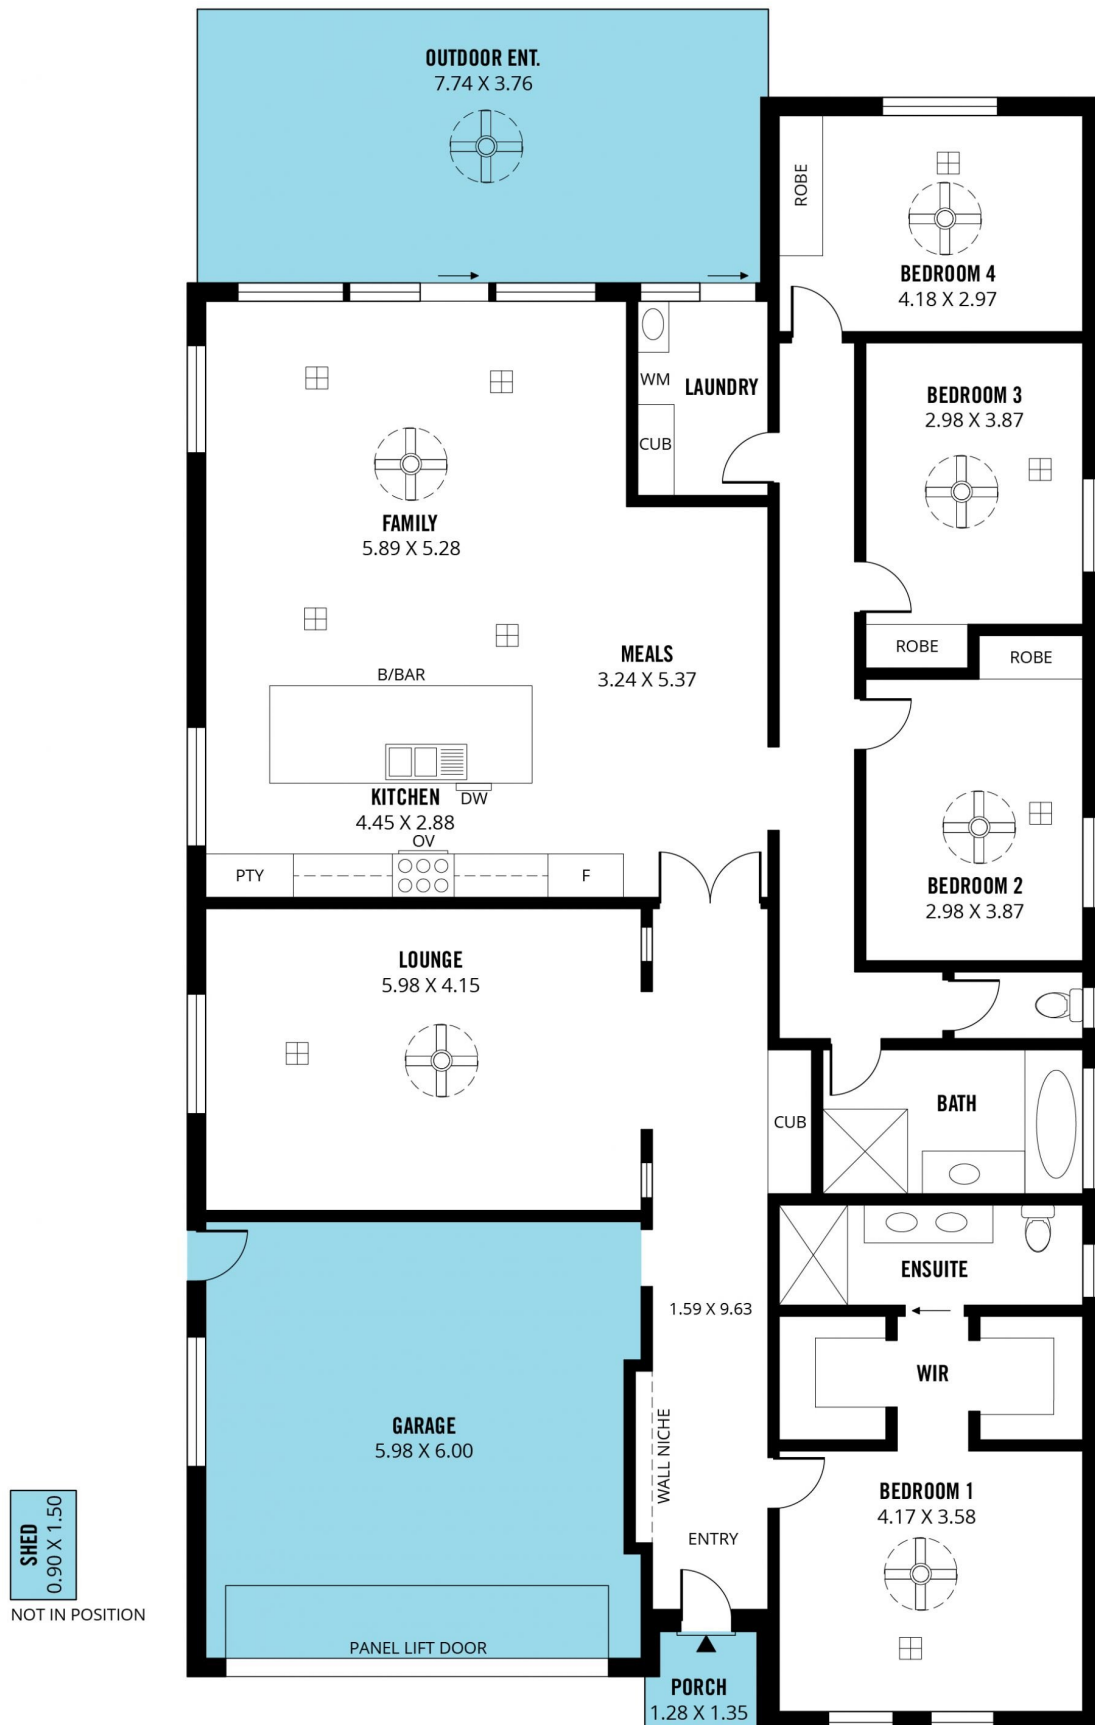 OUTDOOR ENT.
7.74 X 3.76
ROBE
BEDROOM 4
4.18 X 2.97
WM
LAUNDRY
CUB
BEDROOM 3
2.98 X 3.87
FAMILY
5.89 X 5.28
ROBE
ROBE
MEALS
3.24 X 5.37
B/BAR
KITCHEN
DW
4.45 X 2.88
OV
PTY
F
BEDROOM 2
2.98 X 3.87
LOUNGE
5.98 X 4.15
BATH
CUB
ENSUITE
1.59 X 9.63
WIR
GARAGE
5.98 X 6.00
WALL NICHE
BEDROOM 1
4.17 X 3.58
SHED
0.90 X 1.50
NOT IN POSITION
ENTRY
PANEL LIFT DOOR
PORCH
1.28 X 1.35